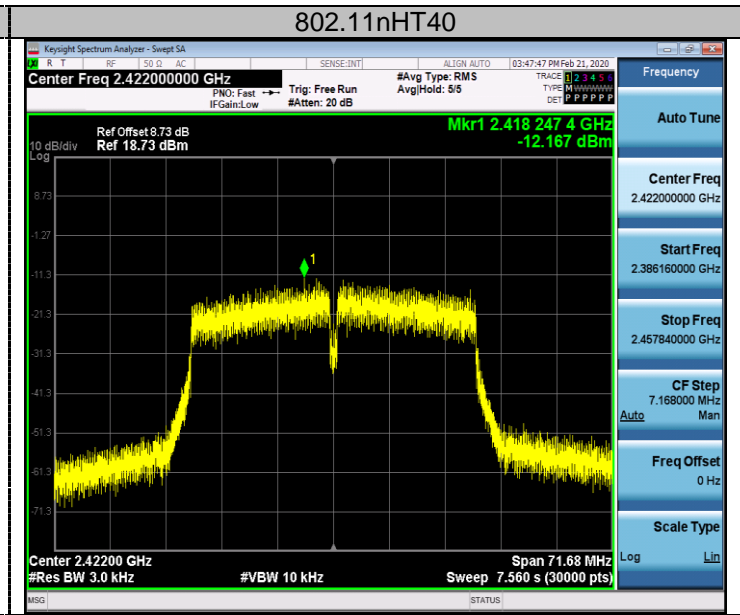 802.11nHT40
Keysight Spectrum Analyzer - Swept SA
LXI R T RF 50 Ω AC SENSE:INT ALIGN AUTO 03:47:47 PM Feb 21, 2020
Center Freq 2.422000000 GHz
PNO: Fast
IFGain:Low
Trig: Free Run
#Atten: 20 dB
#Avg Type: RMS
Avg|Hold: 5/5
TRACE 1 2 3 4 5 6
TYPE M WWWWW
DET P P P P P P
Ref Offset 8.73 dB
10 dB/div Ref 18.73 dBm
Log
Mkr1 2.418 247 4 GHz
-12.167 dBm
8.73
-1.27
-11.3
1
-21.3
-31.3
-41.3
-51.3
-61.3
-71.3
Center 2.42200 GHz Span 71.68 MHz
#Res BW 3.0 kHz #VBW 10 kHz Sweep 7.560 s (30000 pts)
MSG STATUS
Frequency
Auto Tune
Center Freq
2.422000000 GHz
Start Freq
2.386160000 GHz
Stop Freq
2.457840000 GHz
CF Step
7.168000 MHz
Auto Man
Freq Offset
0 Hz
Scale Type
Log Lin